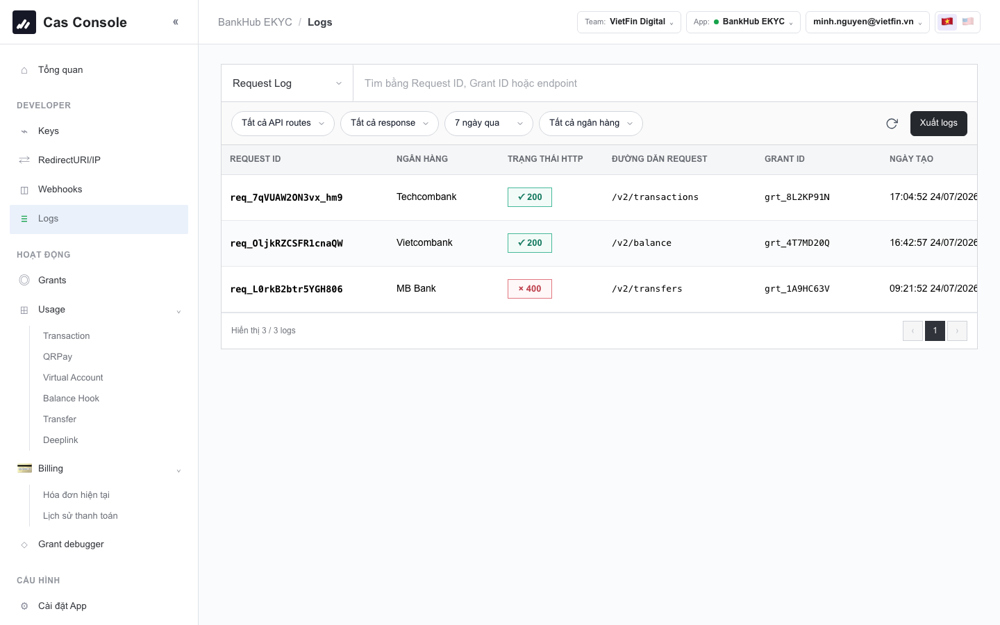 Cas Console «
BankHub EKYC / Logs
Team: VietFin Digital
App: BankHub EKYC
minh.nguyen@vietfin.vn
Tổng quan
DEVELOPER
Keys
RedirectURI/IP
Webhooks
Logs
HOẠT ĐỘNG
Grants
Usage
Transaction
QRPay
Virtual Account
Balance Hook
Transfer
Deeplink
Billing
Hóa đơn hiện tại
Lịch sử thanh toán
Grant debugger
CẤU HÌNH
Cài đặt App
Request Log
Tìm bằng Request ID, Grant ID hoặc endpoint
Tất cả API routes
Tất cả response
7 ngày qua
Tất cả ngân hàng
Xuất logs
REQUEST ID NGÂN HÀNG TRẠNG THÁI HTTP ĐƯỜNG DẪN REQUEST GRANT ID NGÀY TẠO
req_7qVUAW2ON3vx_hm9 Techcombank ✓ 200 /v2/transactions grt_8L2KP91N 17:04:52 24/07/2026
req_OljkRZCSFR1cnaQW Vietcombank ✓ 200 /v2/balance grt_4T7MD20Q 16:42:57 24/07/2026
req_L0rkB2btr5YGH806 MB Bank × 400 /v2/transfers grt_1A9HC63V 09:21:52 24/07/2026
Hiển thị 3 / 3 logs
‹ 1 ›